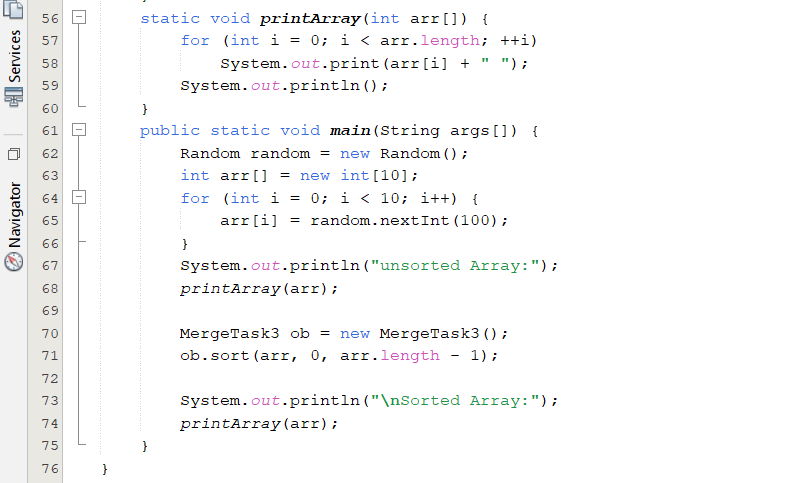 Services
Navigator
56 static void printArray(int arr[]) {
57 for (int i = 0; i < arr.length; ++i)
58 System.out.print(arr[i] + " ");
59 System.out.println();
60 }
61 public static void main(String args[]) {
62 Random random = new Random();
63 int arr[] = new int[10];
64 for (int i = 0; i < 10; i++) {
65 arr[i] = random.nextInt(100);
66 }
67 System.out.println("unsorted Array:");
68 printArray(arr);
69
70 MergeTask3 ob = new MergeTask3();
71 ob.sort(arr, 0, arr.length - 1);
72
73 System.out.println("\nSorted Array:");
74 printArray(arr);
75 }
76 }